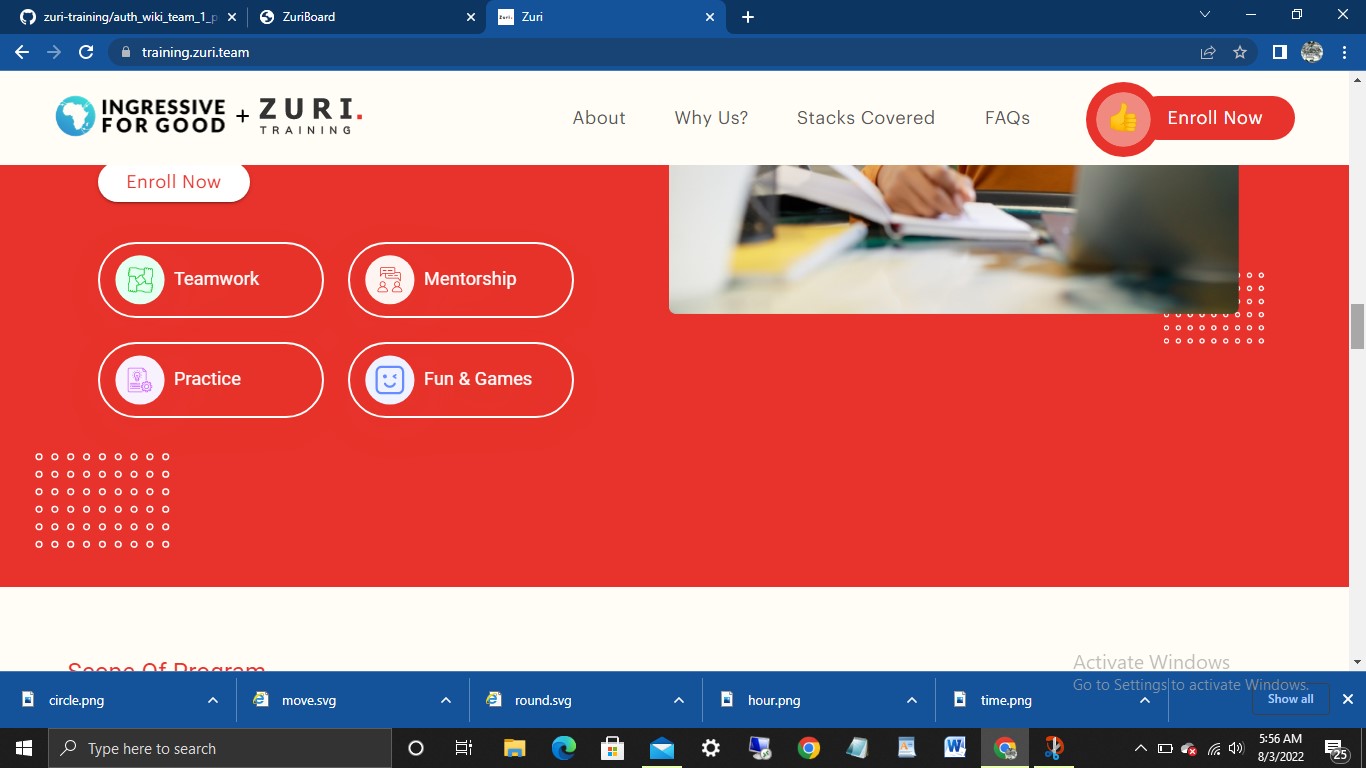 zuri-training/auth_wiki_team_1_p
ZuriBoard
Zuri
training.zuri.team
INGRESSIVE
FOR GOOD
+
ZURI.
TRAINING
About
Why Us?
Stacks Covered
FAQs
Enroll Now
Enroll Now
Teamwork
Mentorship
Practice
Fun & Games
Scope Of Program
Activate Windows
Go to Settings to activate Windows.
circle.png
move.svg
round.svg
hour.png
time.png
Show all
Type here to search
5:56 AM
8/3/2022
25